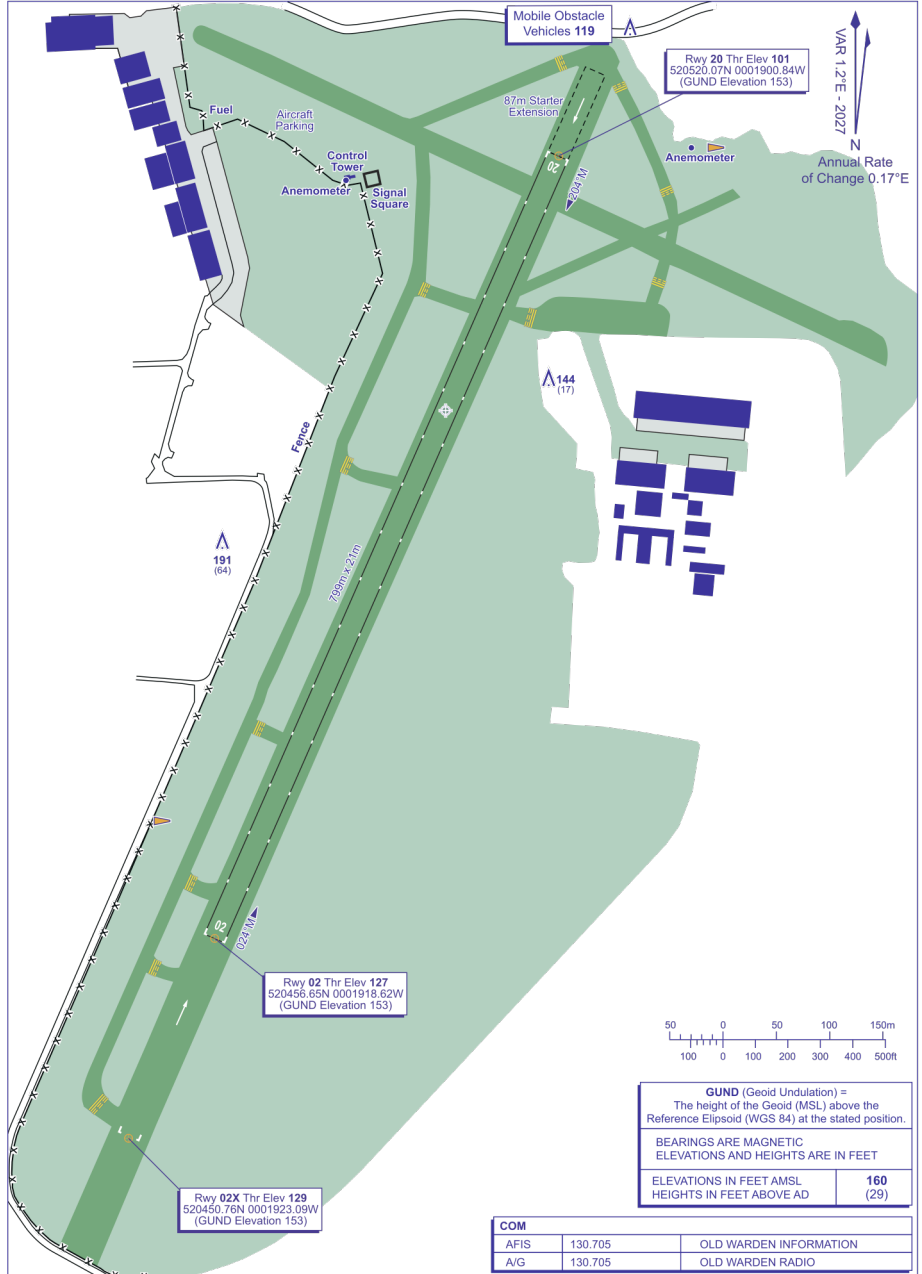 Mobile Obstacle
Vehicles 119
Rwy 20 Thr Elev 101
520520.07N 0001900.84W
(GUND Elevation 153)
VAR 1.2°E - 2027
N
Annual Rate
of Change 0.17°E
87m Starter
Extension
Fuel
Aircraft
Parking
Control
Tower
Anemometer
Signal
Square
Anemometer
20
204°M
144
(17)
Fence
191
(64)
799m x 21m
02
024°M
Rwy 02 Thr Elev 127
520456.65N 0001918.62W
(GUND Elevation 153)
50 0 50 100 150m
100 0 100 200 300 400 500ft
GUND (Geoid Undulation) =
The height of the Geoid (MSL) above the
Reference Elipsoid (WGS 84) at the stated position.
BEARINGS ARE MAGNETIC
ELEVATIONS AND HEIGHTS ARE IN FEET
ELEVATIONS IN FEET AMSL 160
HEIGHTS IN FEET ABOVE AD (29)
Rwy 02X Thr Elev 129
520450.76N 0001923.09W
(GUND Elevation 153)
COM
AFIS 130.705 OLD WARDEN INFORMATION
A/G 130.705 OLD WARDEN RADIO